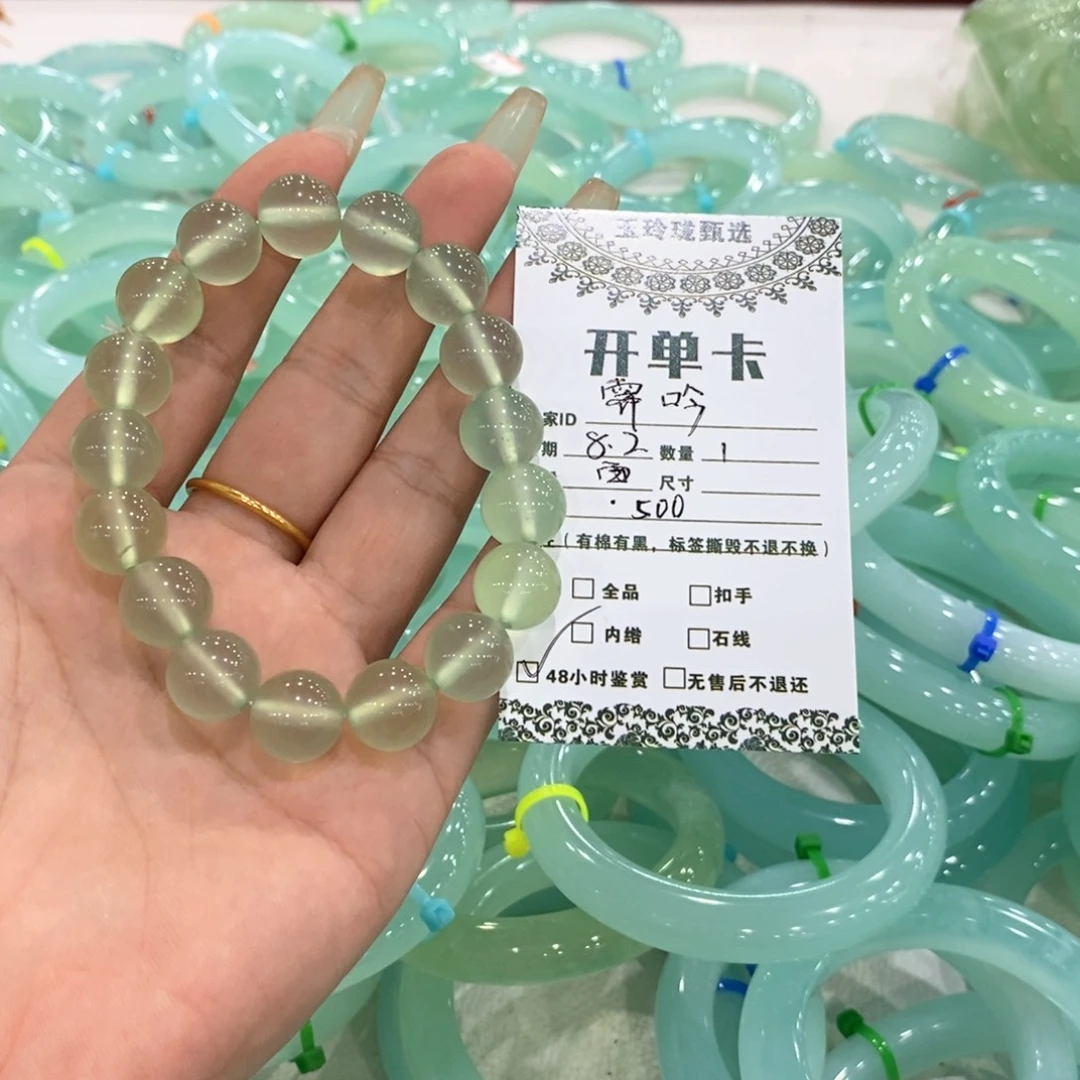 玉玲珑甄选
开单卡
家ID 霏吟
期 8.2 数量 1
尺寸
500
(有棉有黑，标签撕毁不退不换)
全品 扣手
内绺 石线
48小时鉴赏 无售后不退还